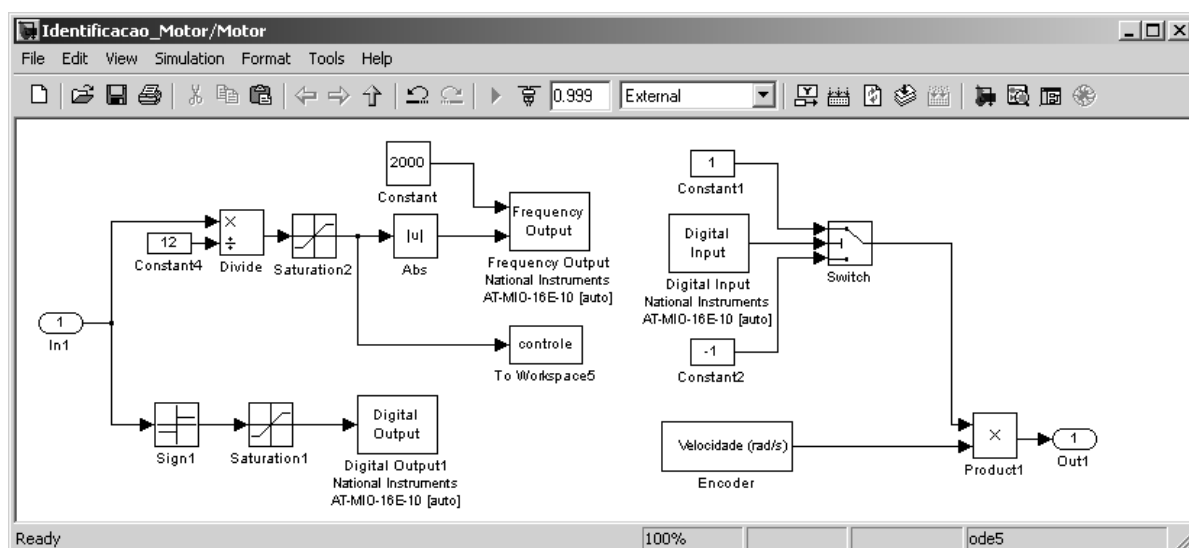 Identificacao_Motor/Motor
File Edit View Simulation Format Tools Help
0.999 External
2000
Constant
Frequency
Output
Frequency Output
National Instruments
AT-MIO-16E-10 [auto]
×
÷
Divide
12
Constant4
Saturation2
|u|
Abs
1
In1
controle
To Workspace5
Sign1
Saturation1
Digital
Output
Digital Output1
National Instruments
AT-MIO-16E-10 [auto]
1
Constant1
Digital
Input
Digital Input
National Instruments
AT-MIO-16E-10 [auto]
Switch
-1
Constant2
Velocidade (rad/s)
Encoder
×
Product1
1
Out1
Ready 100% ode5